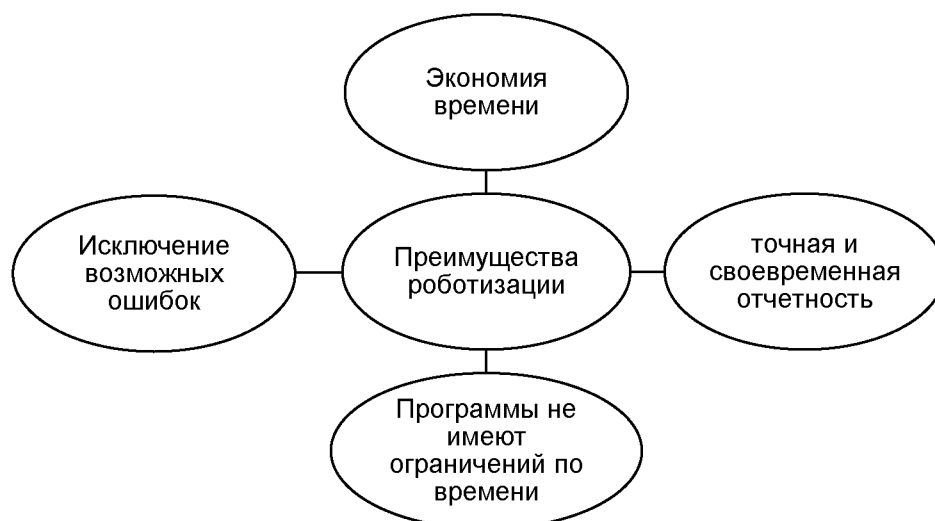 Экономия
времени
Исключение
возможных
ошибок
Преимущества
роботизации
точная и
своевременная
отчетность
Программы не
имеют
ограничений по
времени